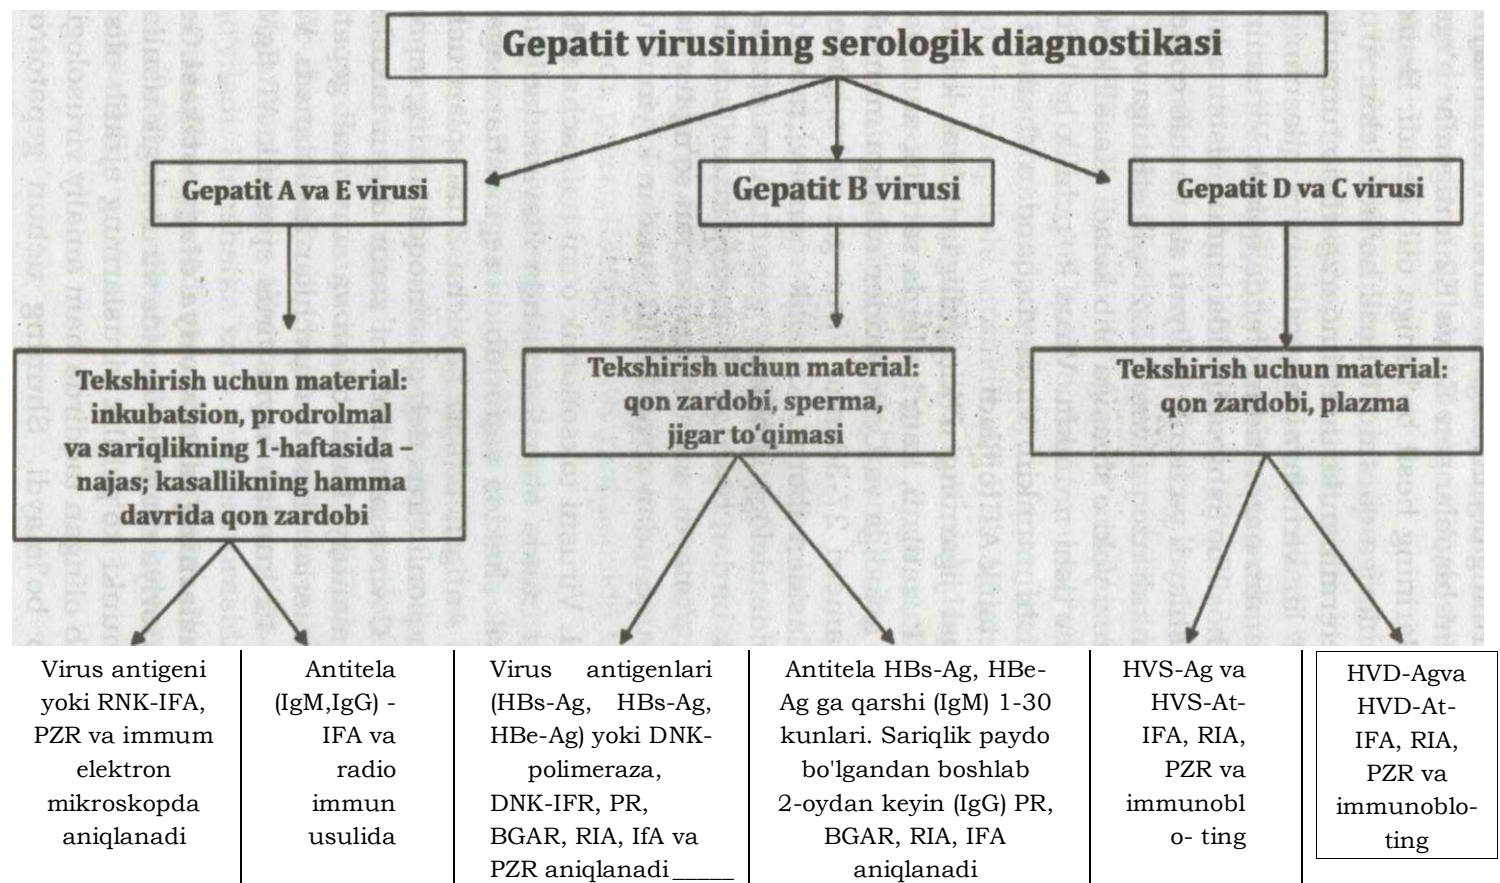 Gepatit virusining serologik diagnostikasi
Gepatit A va E virusi
Gepatit B virusi
Gepatit D va C virusi
Tekshirish uchun material:
inkubatsion, prodrolmal
va sariqlikning 1-haftasida –
najas; kasallikning hamma
davrida qon zardobi
Tekshirish uchun material:
qon zardobi, sperma,
jigar to‘qimasi
Tekshirish uchun material:
qon zardobi, plazma
Virus antigeni
yoki RNK-IFA,
PZR va immum
elektron
mikroskopda
aniqlanadi
Antitela
(IgM,IgG) -
IFA va
radio
immun
usulida
Virus antigenlari
(HBs-Ag, HBs-Ag,
HBe-Ag) yoki DNK-
polimeraza,
DNK-IFR, PR,
BGAR, RIA, IfA va
PZR aniqlanadi_____
Antitela HBs-Ag, HBe-
Ag ga qarshi (IgM) 1-30
kunlari. Sariqlik paydo
bo'lgandan boshlab
2-oydan keyin (IgG) PR,
BGAR, RIA, IFA
aniqlanadi
HVS-Ag va
HVS-At-
IFA, RIA,
PZR va
immunobl
o- ting
HVD-Agva
HVD-At-
IFA, RIA,
PZR va
immunoblo-
ting